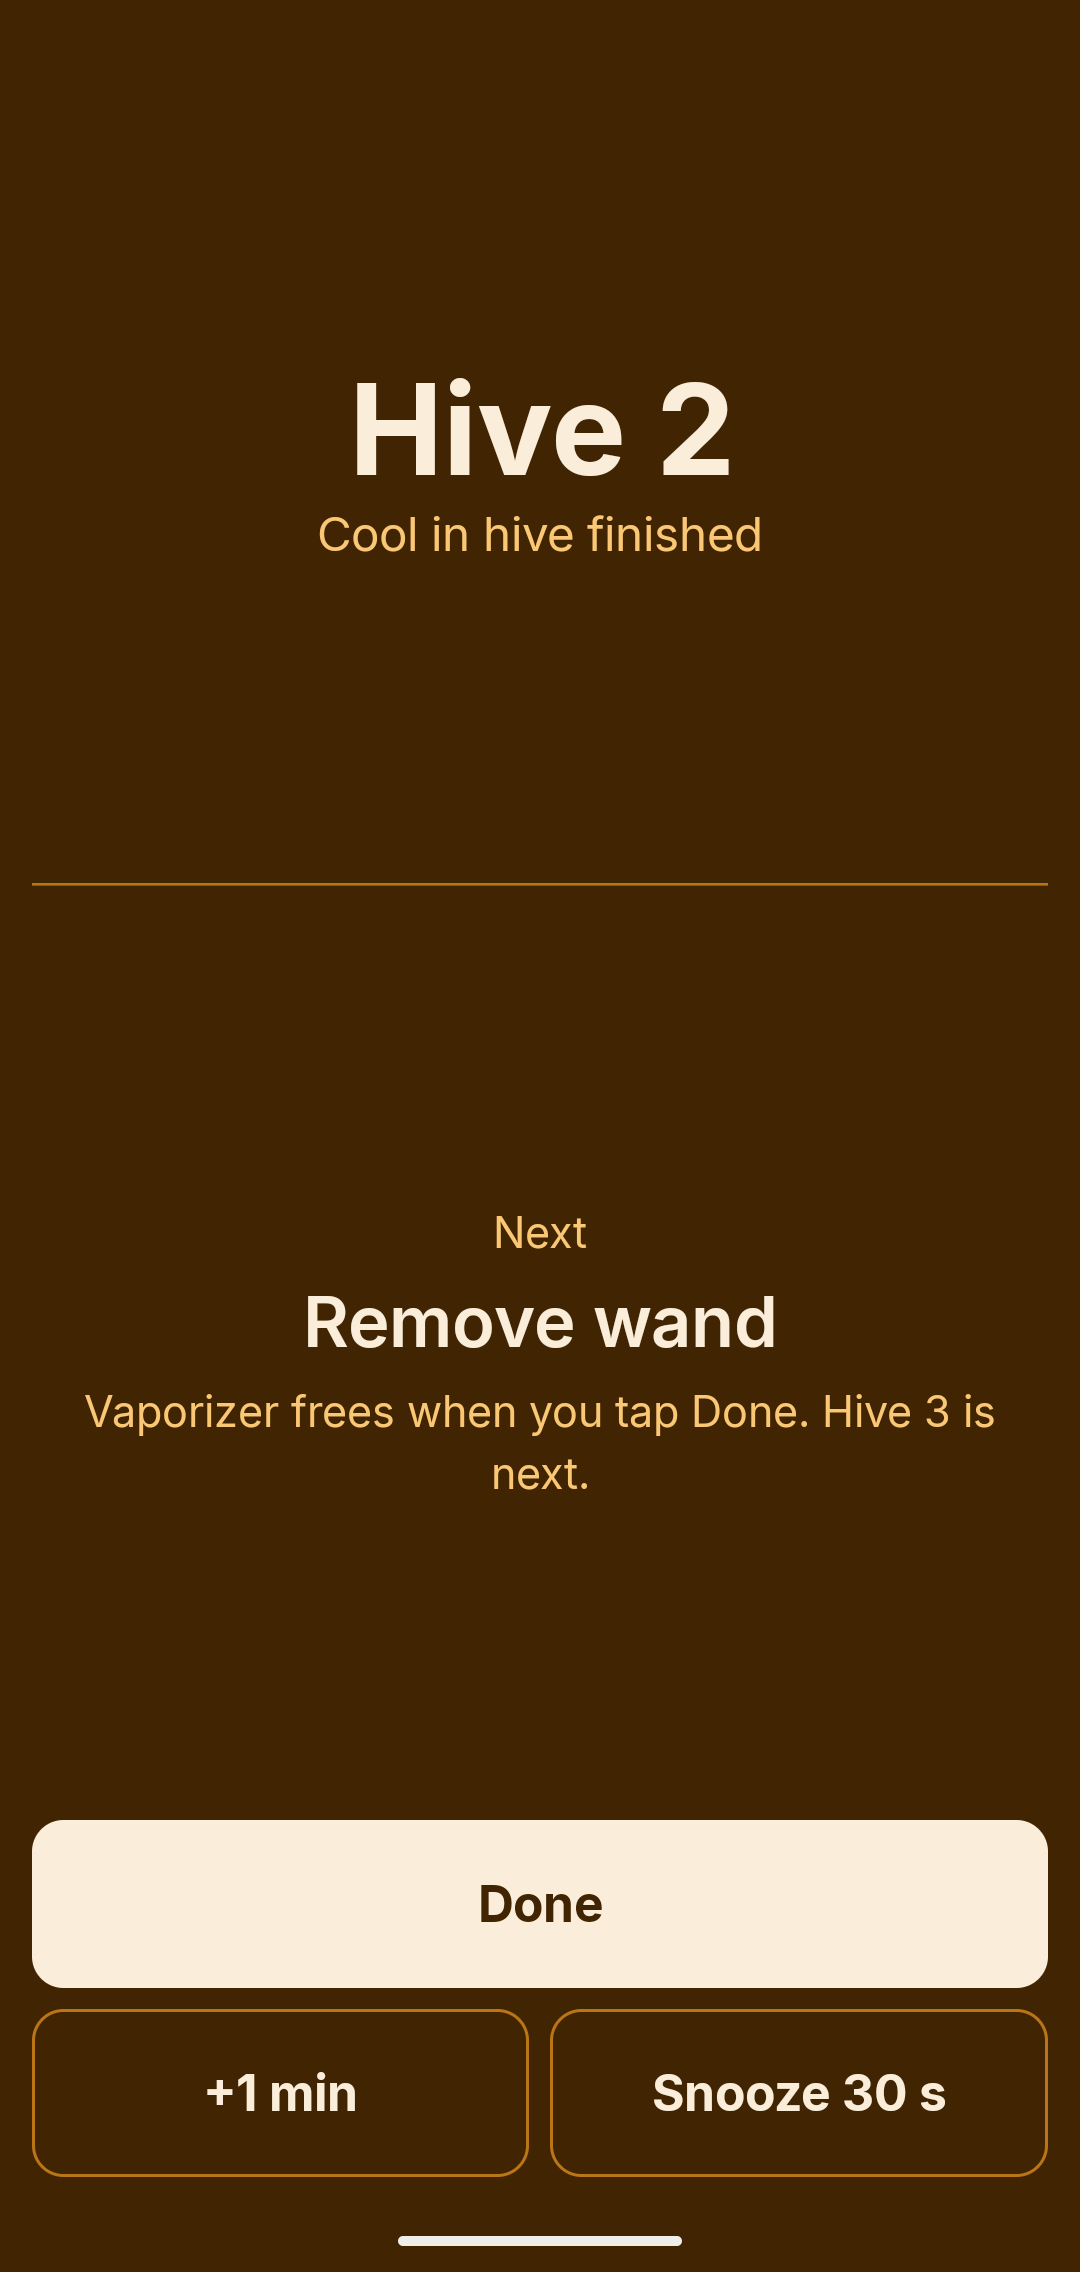 Hive 2
Cool in hive finished
Next
Remove wand
Vaporizer frees when you tap Done. Hive 3 is
next.
Done
+1 min
Snooze 30 s